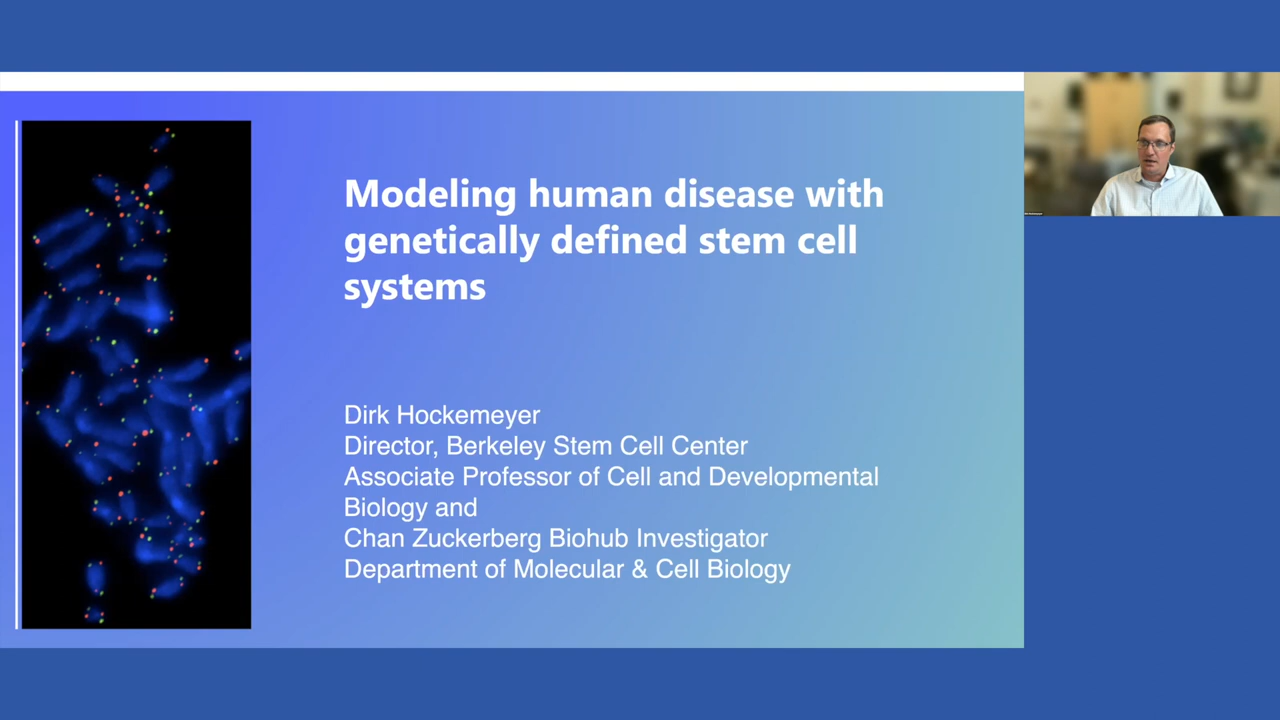 Modeling human disease with
genetically defined stem cell
systems
Dirk Hockemeyer
Director, Berkeley Stem Cell Center
Associate Professor of Cell and Developmental
Biology and
Chan Zuckerberg Biohub Investigator
Department of Molecular & Cell Biology